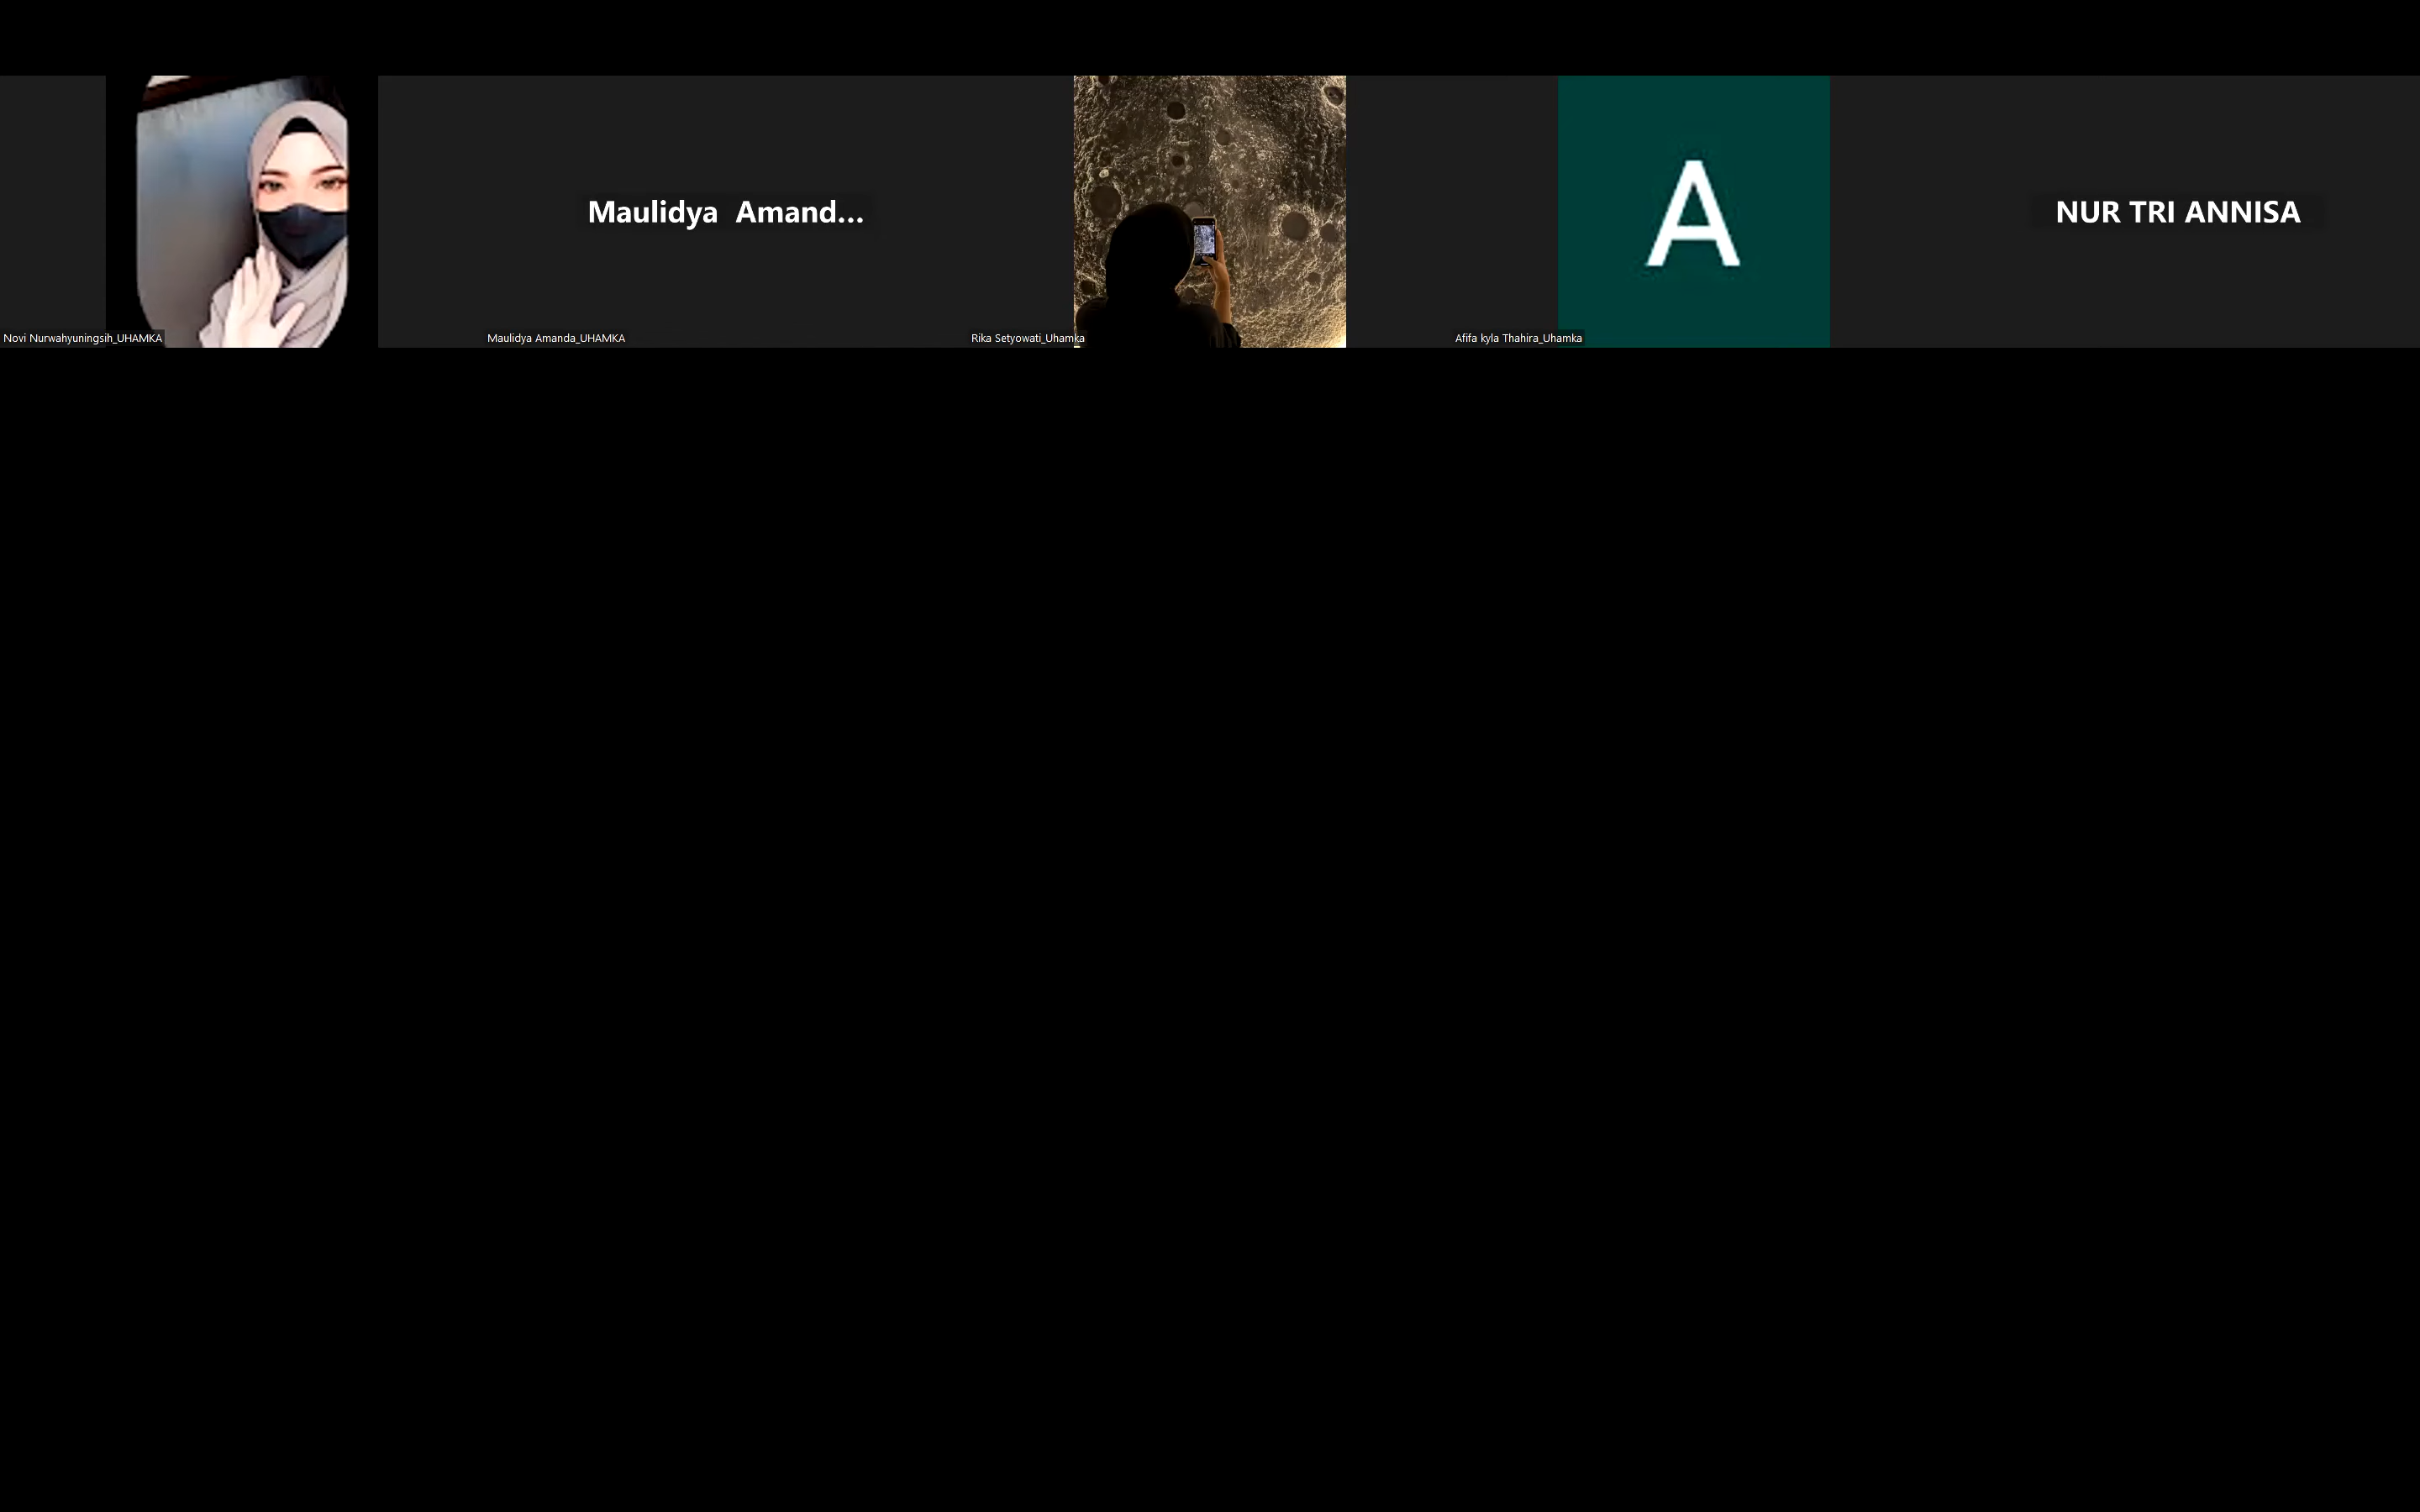 Maulidya Amand...
A
NUR TRI ANNISA
Novi Nurwahyuningsih_UHAMKA
Maulidya Amanda_UHAMKA
Rika Setyowati_Uhamka
Afifa kyla Thahira_Uhamka